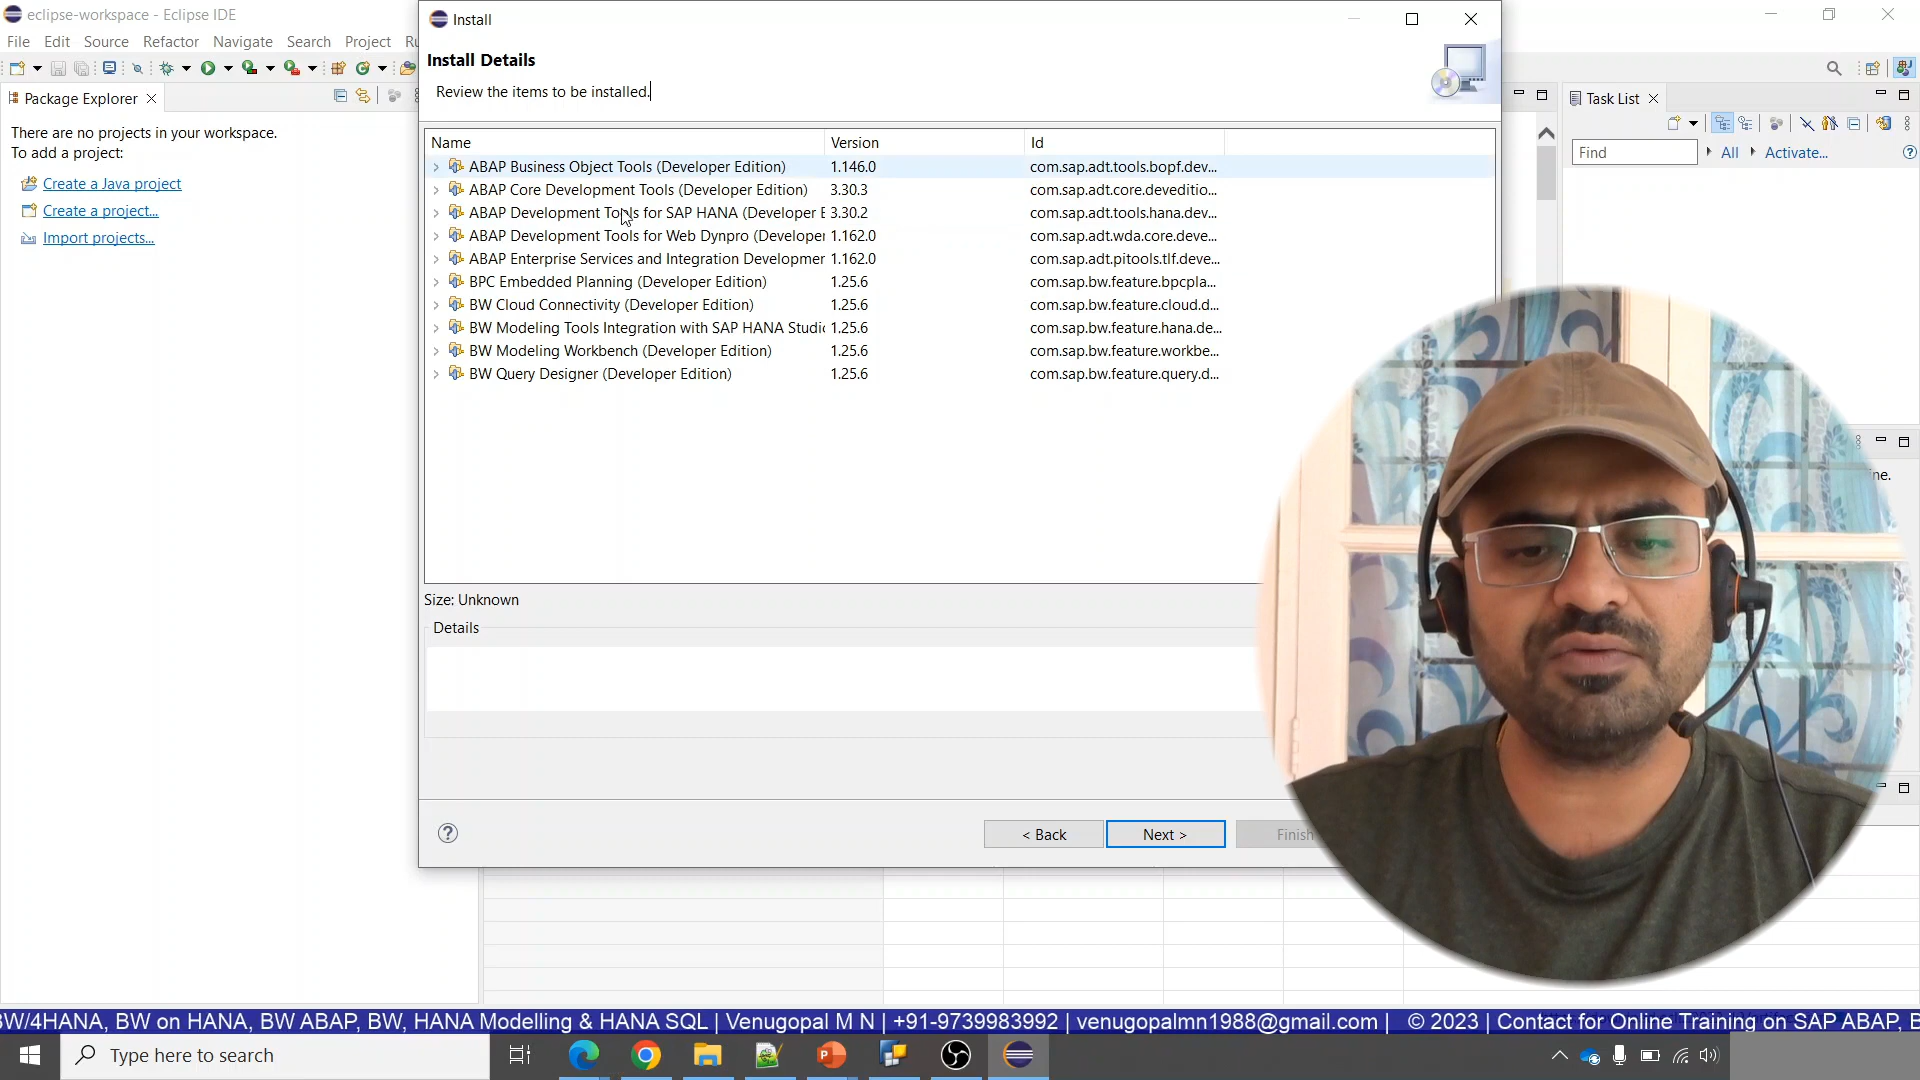 eclipse-workspace - Eclipse IDE
File Edit Source Refactor Navigate Search Project
Package Explorer
There are no projects in your workspace.
To add a project:
Create a Java project
Create a project...
Import projects...
Install
Install Details
Review the items to be installed.
Name Version Id
ABAP Business Object Tools (Developer Edition) 1.146.0 com.sap.adt.tools.bopf.dev...
ABAP Core Development Tools (Developer Edition) 3.30.3 com.sap.adt.core.deveditio...
ABAP Development Tools for SAP HANA (Developer E 3.30.2 com.sap.adt.tools.hana.dev...
ABAP Development Tools for Web Dynpro (Developer 1.162.0 com.sap.adt.wda.core.deve...
ABAP Enterprise Services and Integration Developmer 1.162.0 com.sap.adt.pitools.tlf.deve...
BPC Embedded Planning (Developer Edition) 1.25.6 com.sap.bw.feature.bpcpla...
BW Cloud Connectivity (Developer Edition) 1.25.6 com.sap.bw.feature.cloud.d...
BW Modeling Tools Integration with SAP HANA Studi 1.25.6 com.sap.bw.feature.hana.de...
BW Modeling Workbench (Developer Edition) 1.25.6 com.sap.bw.feature.workbe...
BW Query Designer (Developer Edition) 1.25.6 com.sap.bw.feature.query.d...
Size: Unknown
Details
< Back
Next >
Finish
Task List
Find
All
Activate...
ne.
BW/4HANA, BW on HANA, BW ABAP, BW, HANA Modelling & HANA SQL | Venugopal M N | +91-9739983992 | venugopalmn1988@gmail.com | © 2023 | Contact for Online Training on SAP ABAP, B
Type here to search